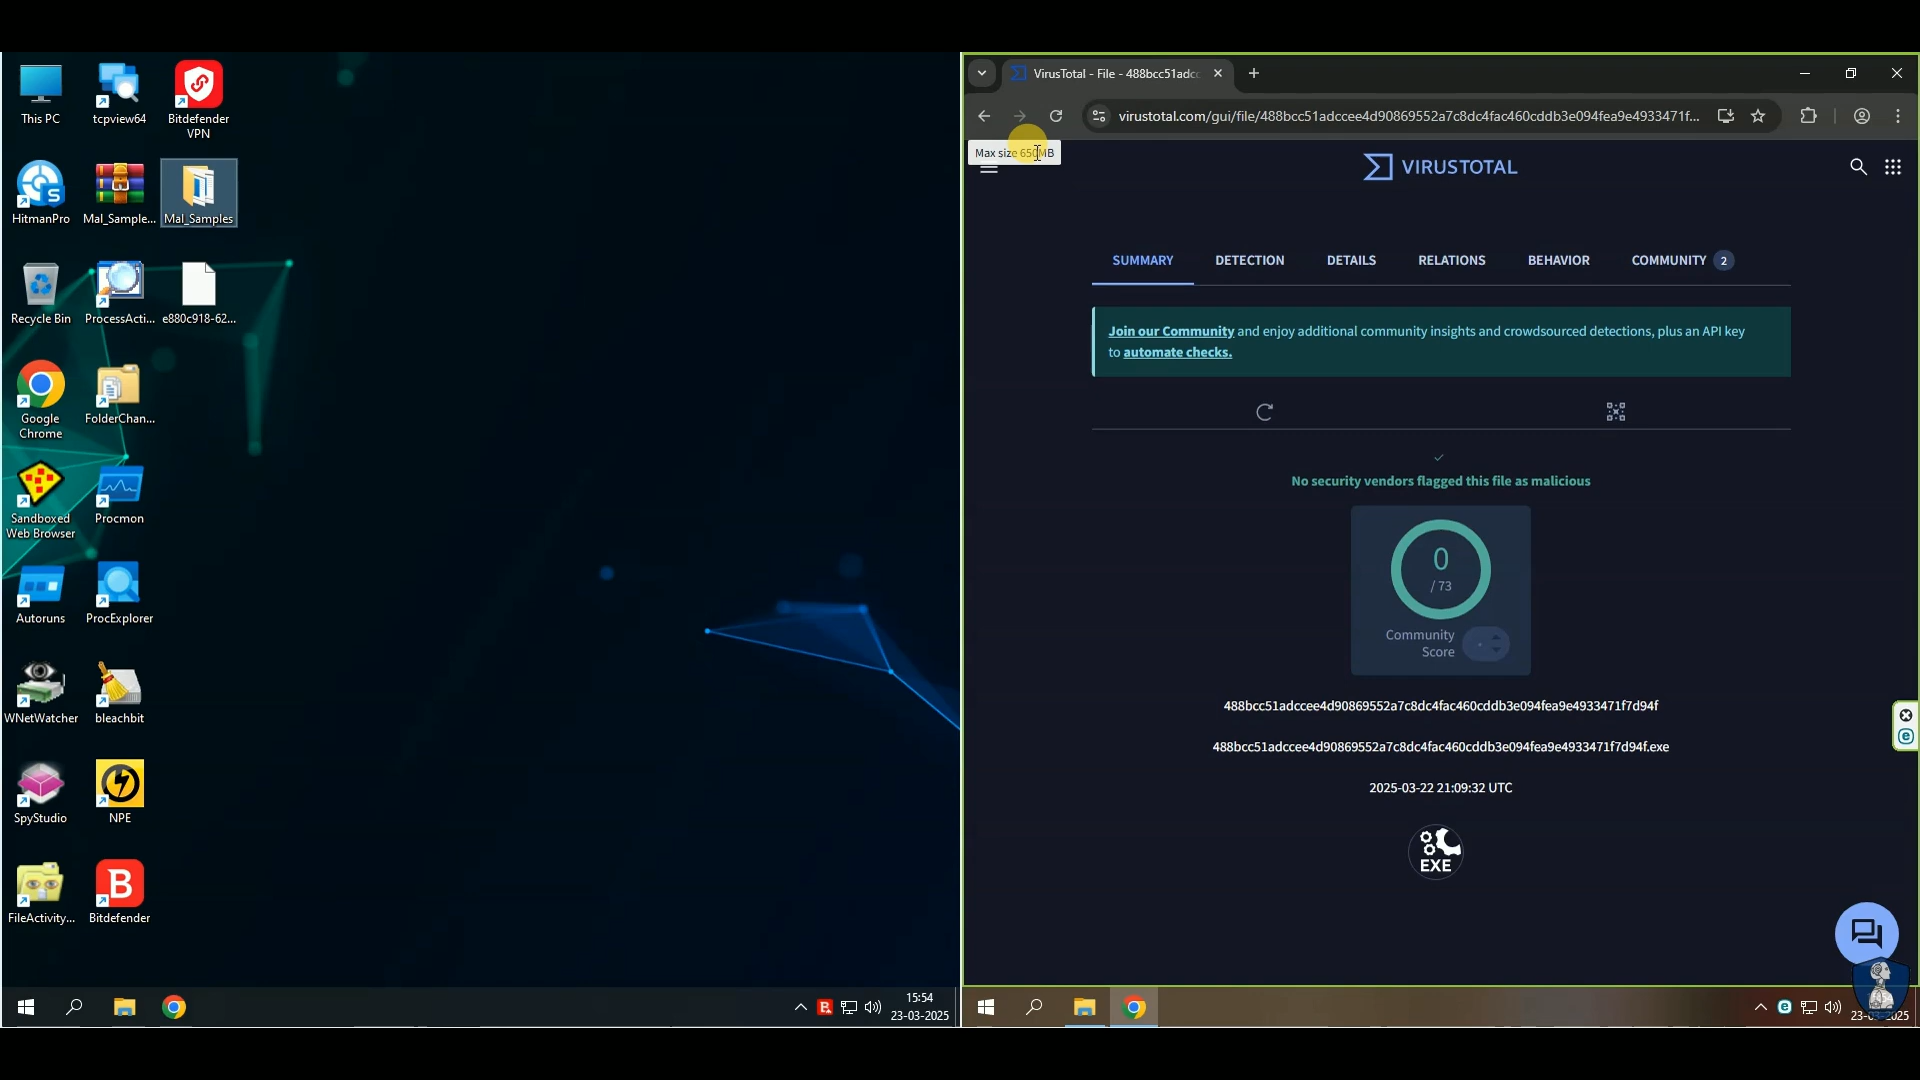 This PC
tcpview64
Bitdefender
VPN
HitmanPro
Mal_Sample...
Mal_Samples
Recycle Bin
ProcessActi...
e880c918-62...
Google
Chrome
FolderChan...
Sandboxed
Web Browser
Procmon
Autoruns
ProcExplorer
WNetWatcher
bleachbit
SpyStudio
NPE
FileActivity...
B
Bitdefender
15:54
23-03-2025
VirusTotal - File - 488bcc51adcc
virustotal.com/gui/file/488bcc51adccee4d90869552a7c8dc4fac460cddb3e094fea9e4933471f...
Max size 650MB
VIRUSTOTAL
SUMMARY
DETECTION
DETAILS
RELATIONS
BEHAVIOR
COMMUNITY 2
Join our Community and enjoy additional community insights and crowdsourced detections, plus an API key
to automate checks.
No security vendors flagged this file as malicious
0
/ 73
Community
Score
488bcc51adccee4d90869552a7c8dc4fac460cddb3e094fea9e4933471f7d94f
488bcc51adccee4d90869552a7c8dc4fac460cddb3e094fea9e4933471f7d94f.exe
2025-03-22 21:09:32 UTC
EXE
23-03-2025